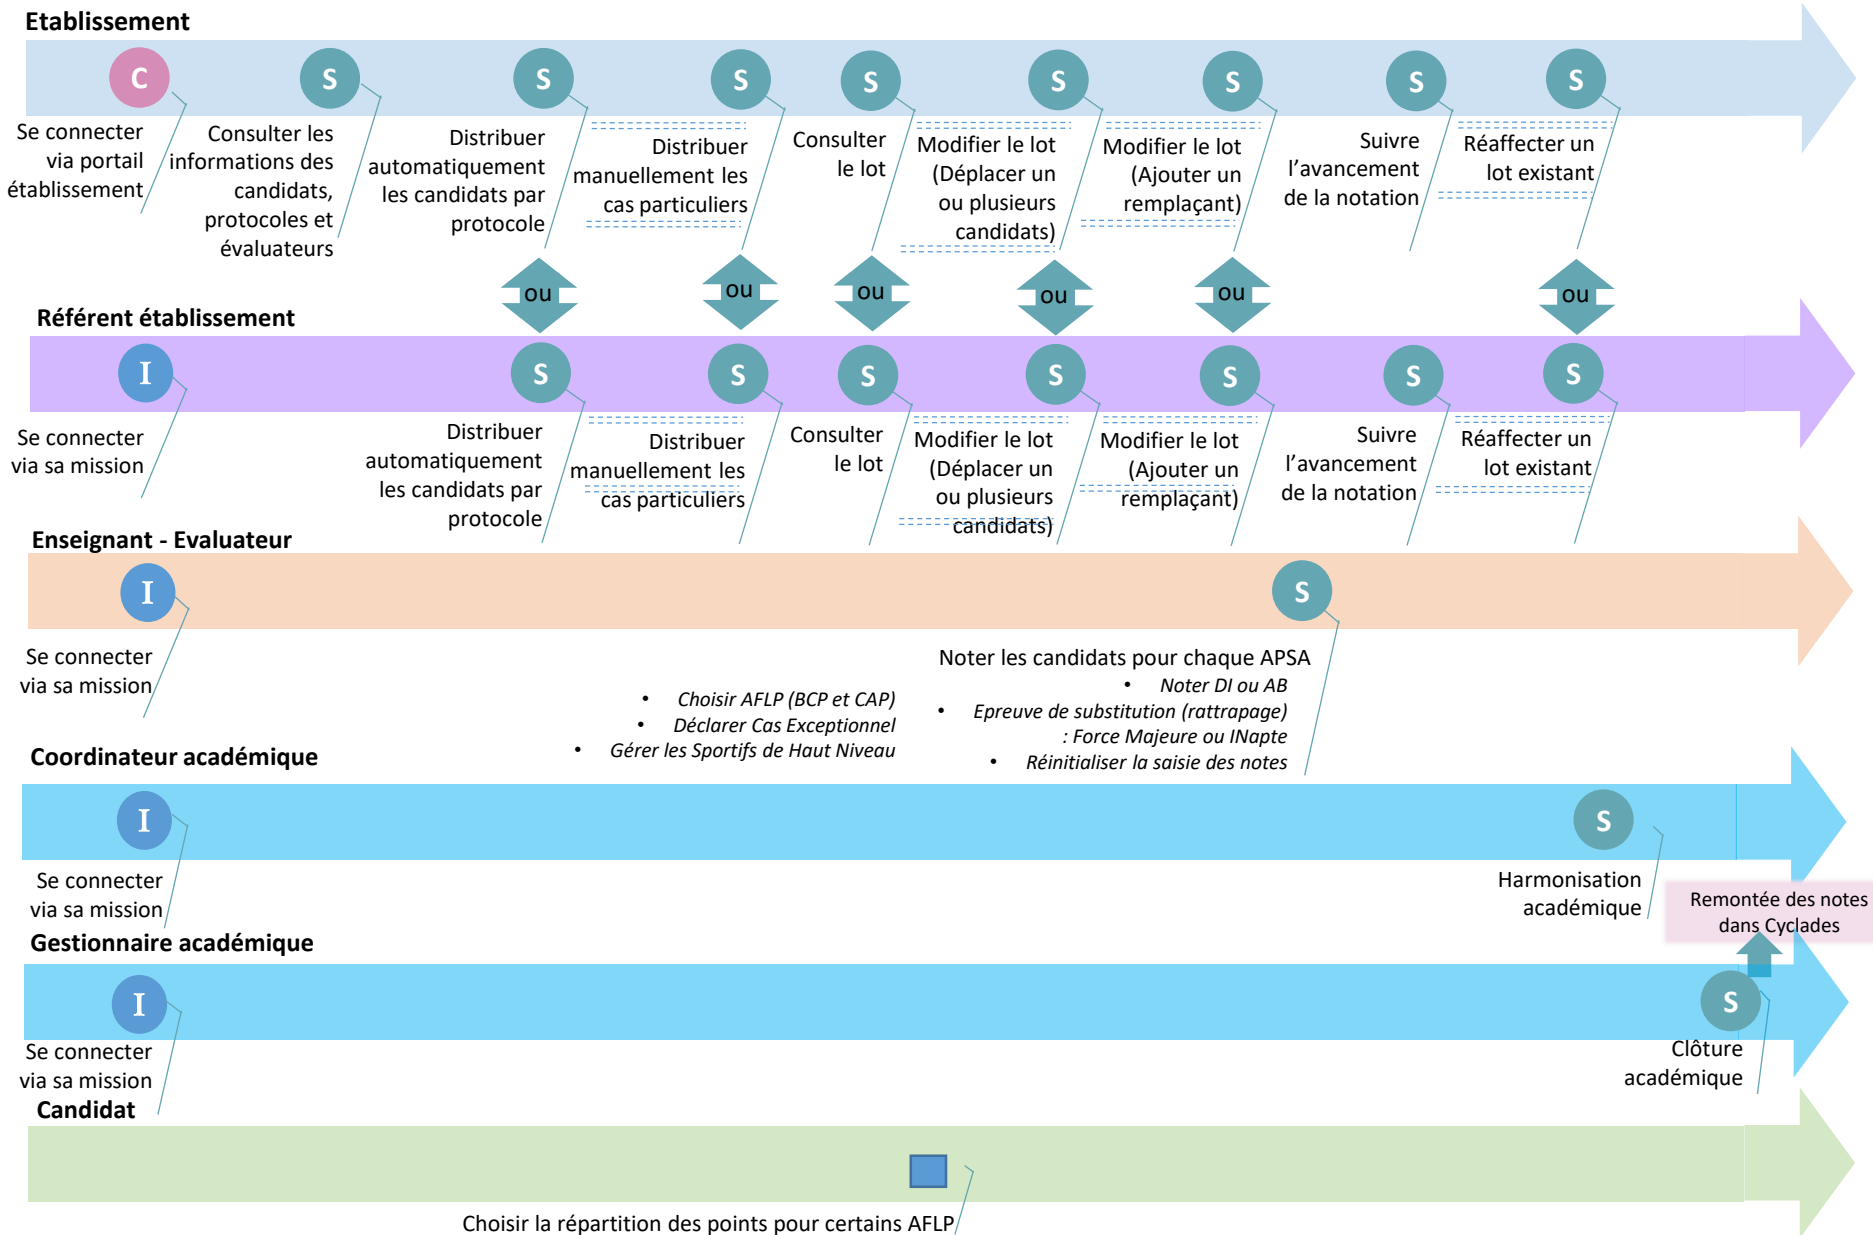 Etablissement
C
S
S
S
S
S
S
S
S
Se connecter
via portail
établissement
Consulter les
informations des
candidats,
protocoles et
évaluateurs
Distribuer
automatiquement
les candidats par
protocole
Distribuer
manuellement les
cas particuliers
Consulter
le lot
Modifier le lot
(Déplacer un
ou plusieurs
candidats)
Modifier le lot
(Ajouter un
remplaçant)
Suivre
l’avancement
de la notation
Réaffecter un
lot existant
ou
ou
ou
ou
ou
ou
Référent établissement
I
S
S
S
S
S
S
S
Se connecter
via sa mission
Distribuer
automatiquement
les candidats par
protocole
Distribuer
manuellement les
cas particuliers
Consulter
le lot
Modifier le lot
(Déplacer un
ou plusieurs
candidats)
Modifier le lot
(Ajouter un
remplaçant)
Suivre
l’avancement
de la notation
Réaffecter un
lot existant
Enseignant - Evaluateur
I
S
Se connecter
via sa mission
• Choisir AFLP (BCP et CAP)
• Déclarer Cas Exceptionnel
• Gérer les Sportifs de Haut Niveau
Noter les candidats pour chaque APSA
• Noter DI ou AB
• Epreuve de substitution (rattrapage)
: Force Majeure ou INapte
• Réinitialiser la saisie des notes
Coordinateur académique
I
S
Se connecter
via sa mission
Harmonisation
académique
Remontée des notes
dans Cyclades
Gestionnaire académique
I
S
Se connecter
via sa mission
Clôture
académique
Candidat
Choisir la répartition des points pour certains AFLP